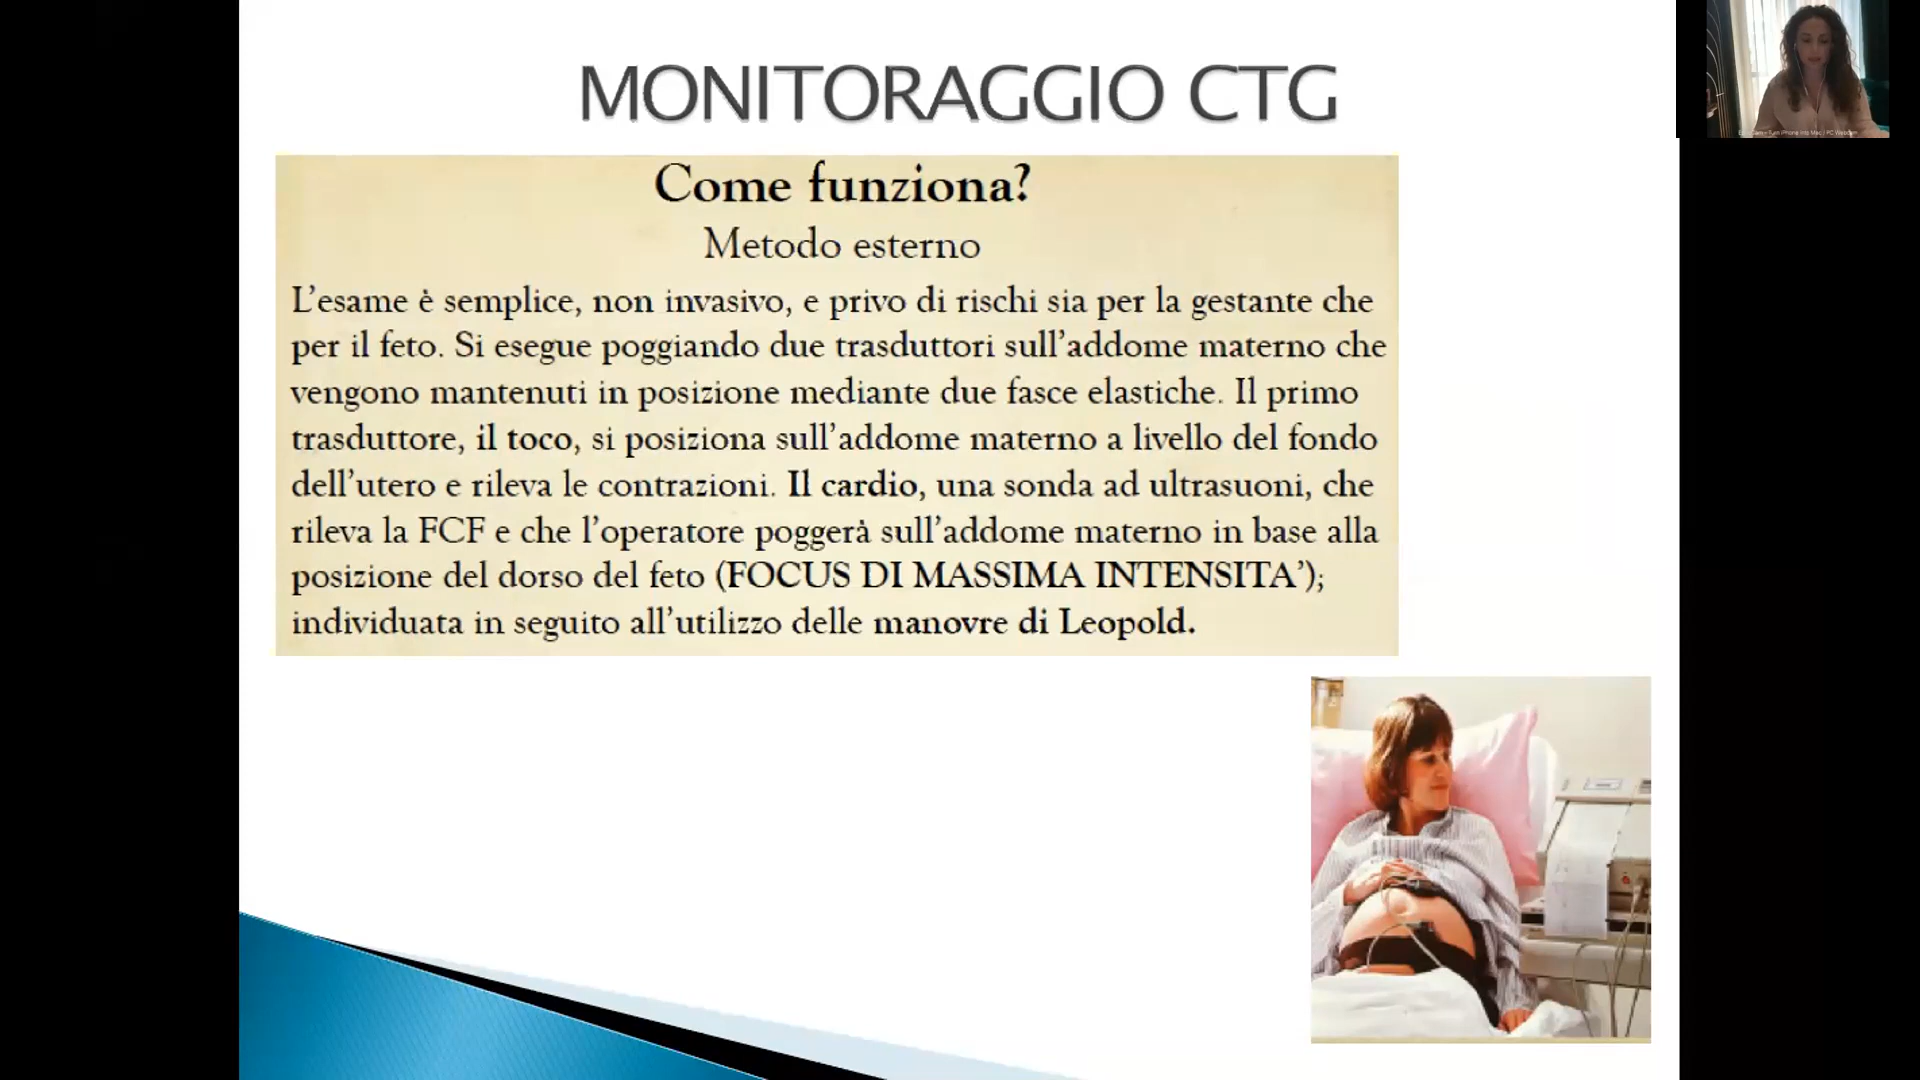 MONITORAGGIO CTG
Come funziona?
Metodo esterno
L'esame è semplice, non invasivo, e privo di rischi sia per la gestante che
per il feto. Si esegue poggiando due trasduttori sull'addome materno che
vengono mantenuti in posizione mediante due fasce elastiche. Il primo
trasduttore, il toco, si posiziona sull'addome materno a livello del fondo
dell'utero e rileva le contrazioni. Il cardio, una sonda ad ultrasuoni, che
rileva la FCF e che l'operatore poggerà sull'addome materno in base alla
posizione del dorso del feto (FOCUS DI MASSIMA INTENSITA');
individuata in seguito all'utilizzo delle manovre di Leopold.